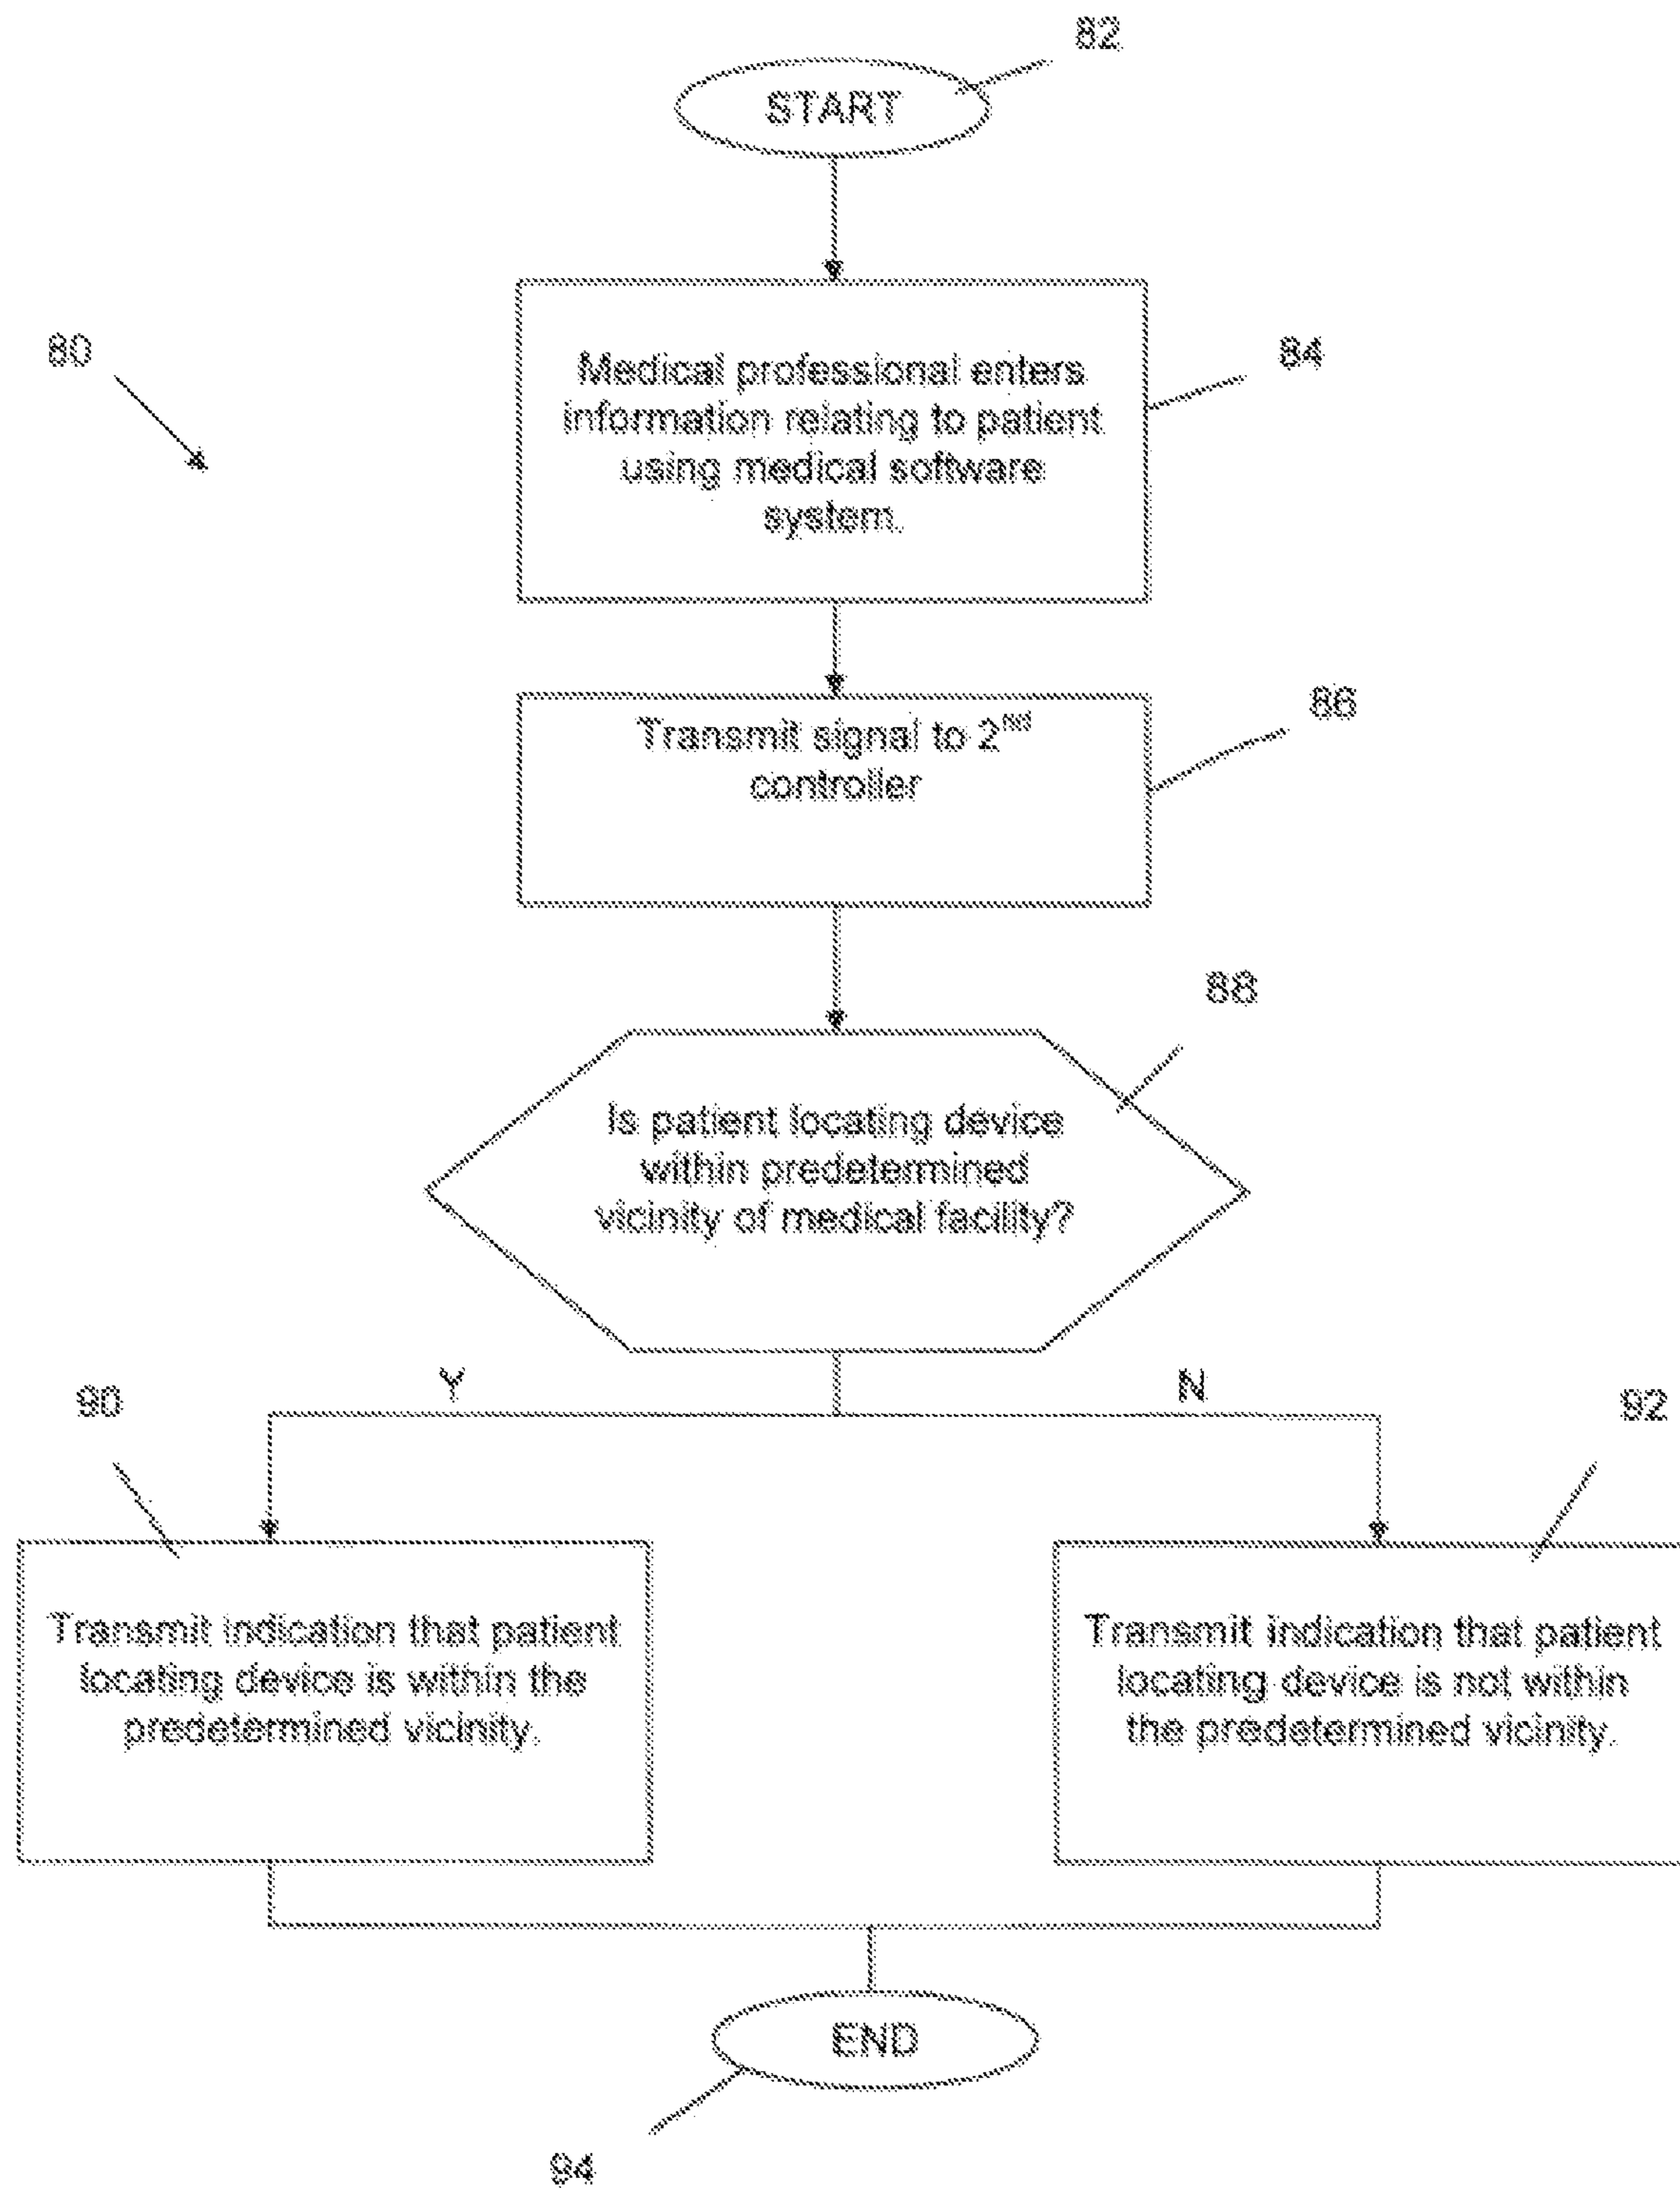 82
START
80
84
Medical professional enters
information relating to patient
using medical software
system.
86
Transmit signal to 2nd
controller
88
Is patient locating device
within predetermined
vicinity of medical facility?
Y
N
90
92
Transmit indication that patient
locating device is within the
predetermined vicinity.
Transmit indication that patient
locating device is not within
the predetermined vicinity.
END
94